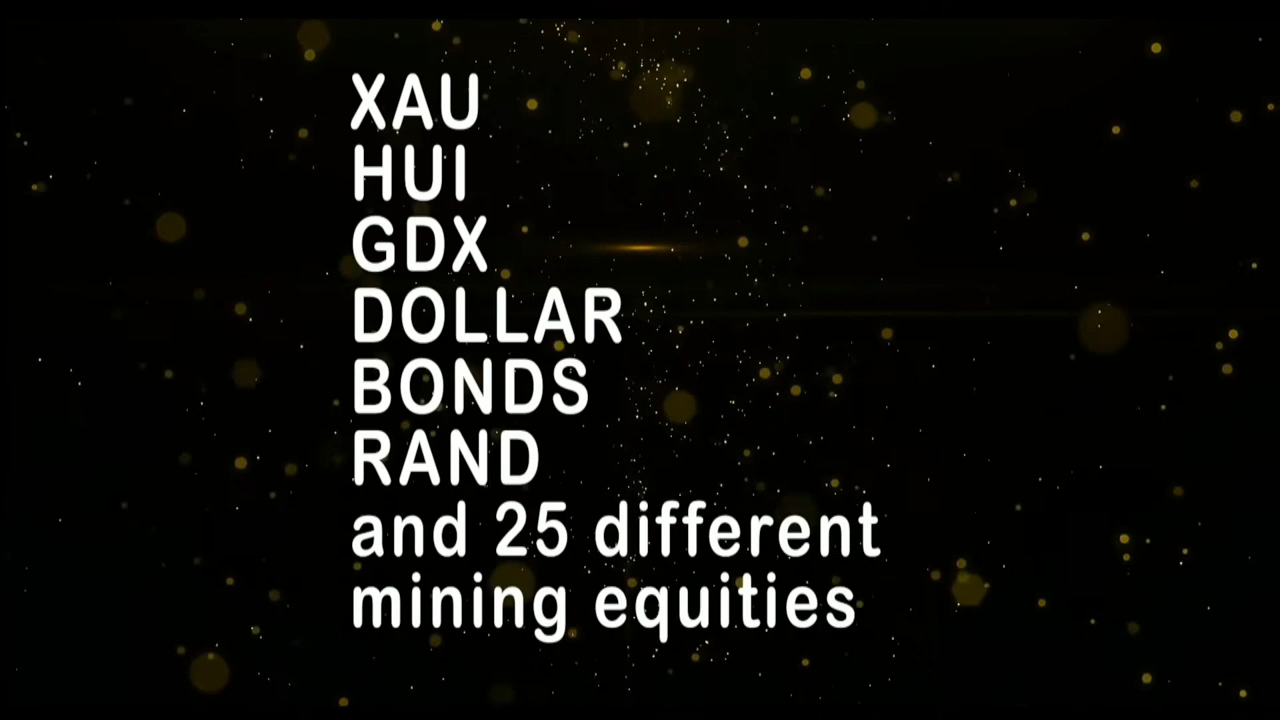 XAU
HUI
GDX
DOLLAR
BONDS
RAND
and 25 different
mining equities